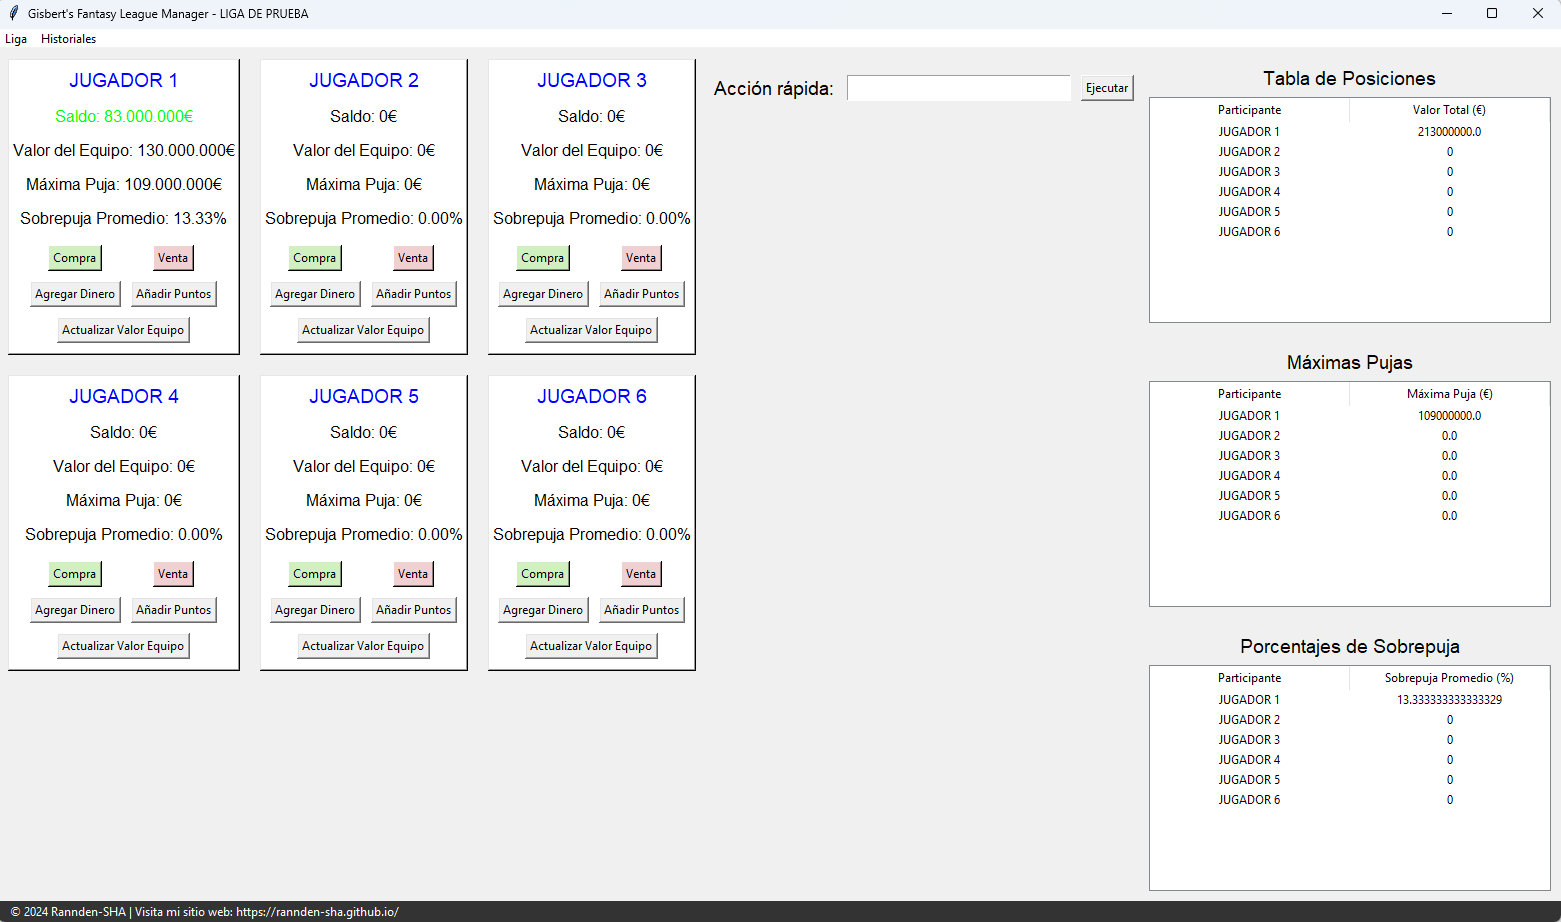 Gisbert's Fantasy League Manager - LIGA DE PRUEBA
Liga Historiales
JUGADOR 1
Saldo: 83.000.000€
Valor del Equipo: 130.000.000€
Máxima Puja: 109.000.000€
Sobrepuja Promedio: 13.33%
Compra Venta
Agregar Dinero Añadir Puntos
Actualizar Valor Equipo
JUGADOR 2
Saldo: 0€
Valor del Equipo: 0€
Máxima Puja: 0€
Sobrepuja Promedio: 0.00%
Compra Venta
Agregar Dinero Añadir Puntos
Actualizar Valor Equipo
JUGADOR 3
Saldo: 0€
Valor del Equipo: 0€
Máxima Puja: 0€
Sobrepuja Promedio: 0.00%
Compra Venta
Agregar Dinero Añadir Puntos
Actualizar Valor Equipo
JUGADOR 4
Saldo: 0€
Valor del Equipo: 0€
Máxima Puja: 0€
Sobrepuja Promedio: 0.00%
Compra Venta
Agregar Dinero Añadir Puntos
Actualizar Valor Equipo
JUGADOR 5
Saldo: 0€
Valor del Equipo: 0€
Máxima Puja: 0€
Sobrepuja Promedio: 0.00%
Compra Venta
Agregar Dinero Añadir Puntos
Actualizar Valor Equipo
JUGADOR 6
Saldo: 0€
Valor del Equipo: 0€
Máxima Puja: 0€
Sobrepuja Promedio: 0.00%
Compra Venta
Agregar Dinero Añadir Puntos
Actualizar Valor Equipo
Acción rápida: Ejecutar
Tabla de Posiciones
Participante Valor Total (€)
JUGADOR 1 213000000.0
JUGADOR 2 0
JUGADOR 3 0
JUGADOR 4 0
JUGADOR 5 0
JUGADOR 6 0
Máximas Pujas
Participante Máxima Puja (€)
JUGADOR 1 109000000.0
JUGADOR 2 0.0
JUGADOR 3 0.0
JUGADOR 4 0.0
JUGADOR 5 0.0
JUGADOR 6 0.0
Porcentajes de Sobrepuja
Participante Sobrepuja Promedio (%)
JUGADOR 1 13.333333333333329
JUGADOR 2 0
JUGADOR 3 0
JUGADOR 4 0
JUGADOR 5 0
JUGADOR 6 0
© 2024 Rannden-SHA | Visita mi sitio web: https://rannden-sha.github.io/